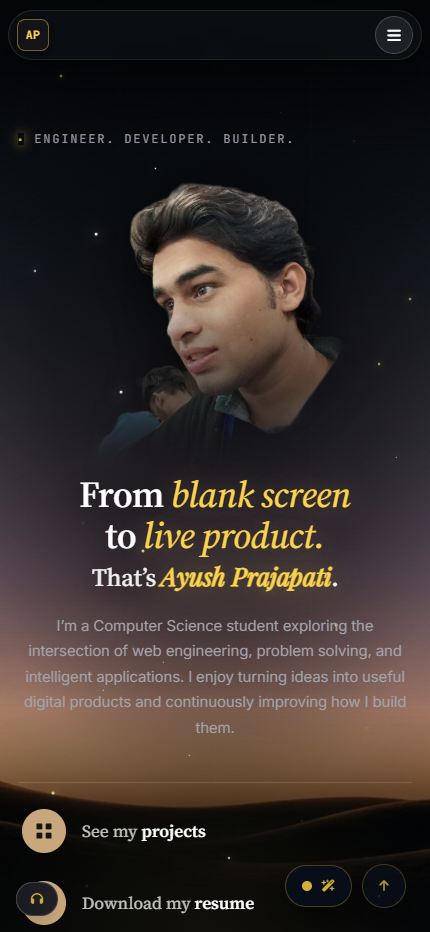 AP
ENGINEER. DEVELOPER. BUILDER.
From blank screen
to live product.
That's Ayush Prajapati.
I'm a Computer Science student exploring the
intersection of web engineering, problem solving, and
intelligent applications. I enjoy turning ideas into useful
digital products and continuously improving how I build
them.
See my projects
Download my resume